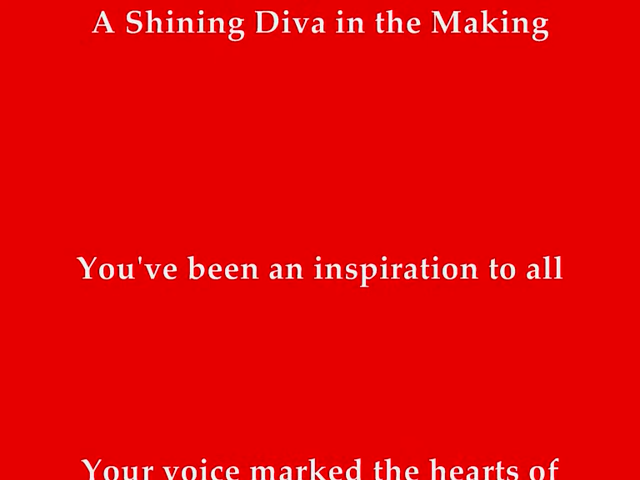 A Shining Diva in the Making
You've been an inspiration to all
Your voice marked the hearts of